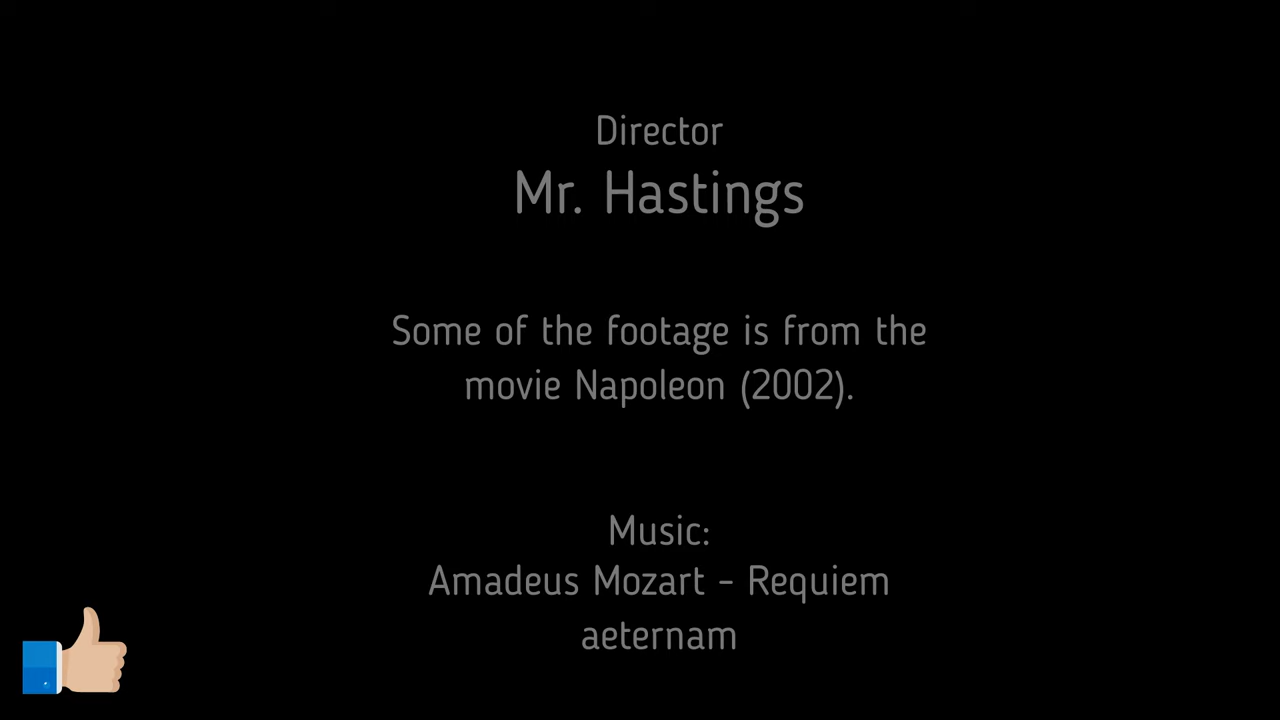 Director
Mr. Hastings
Some of the footage is from the
movie Napoleon (2002).
Music:
Amadeus Mozart - Requiem
aeternam